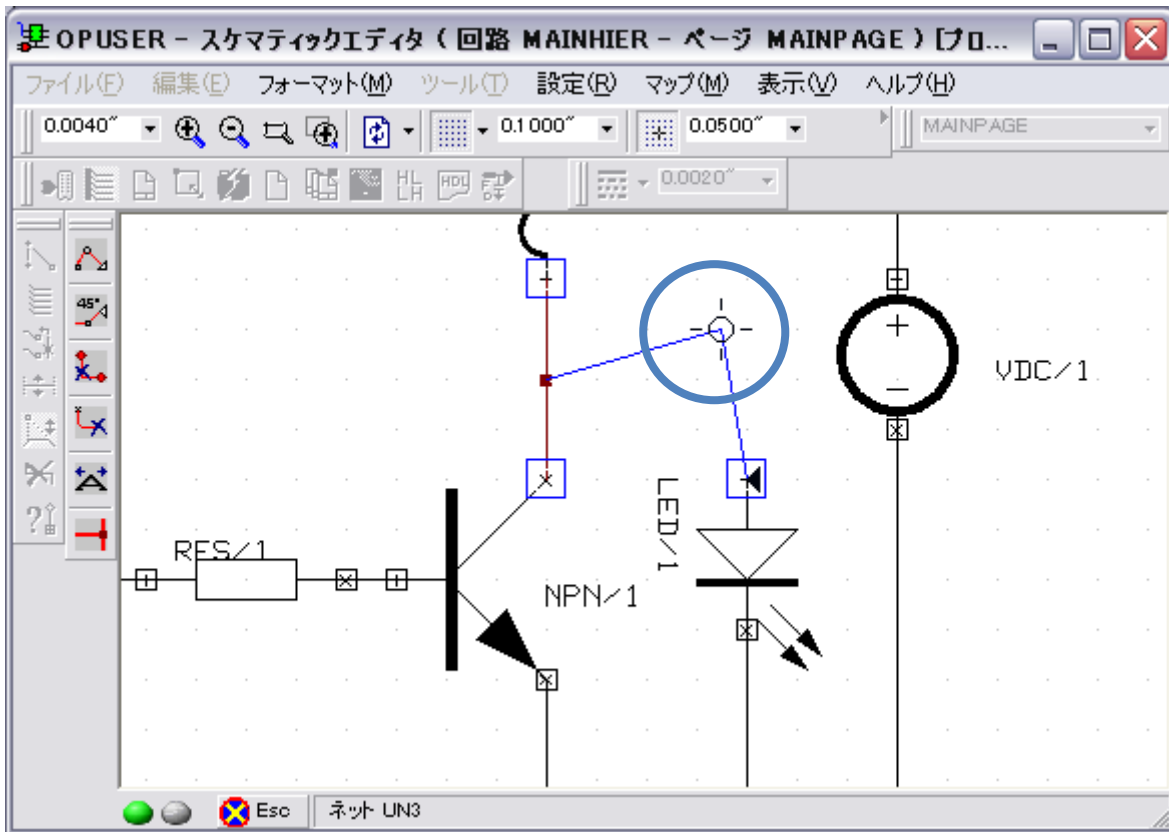 OPUSER - スケマティックエディタ ( 回路 MAINHIER - ページ MAINPAGE ) [プロ...
ファイル(F) 編集(E) フォーマット(M) ツール(T) 設定(R) マップ(M) 表示(V) ヘルプ(H)
0.0040" 0.1000" 0.0500" MAINPAGE
HL HDL 0.0020"
45°
VDC/1
LED/1
RES/1
NPN/1
Esc ネット UN3